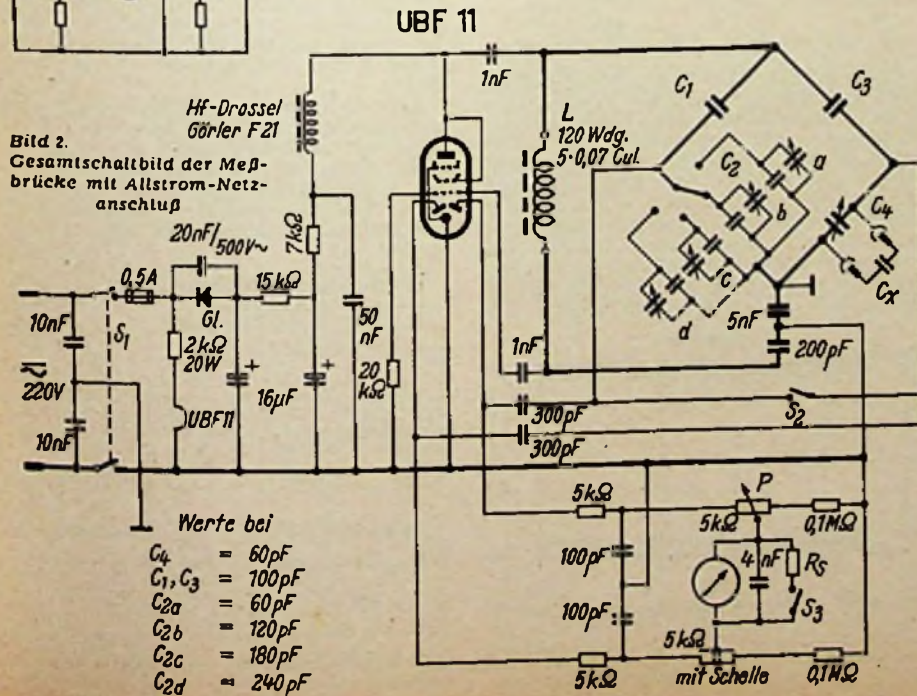 UBF 11
Hf-Drossel
Görler F21
Bild 2.
Gesamtschaltbild der Meß-
brücke mit Allstrom-Netz-
anschluß
1nF
L
120 Wdg.
5·0,07 CuL
C1
C3
C2
a
b
c
d
C4
Cx
20nF/
500V~
7kΩ
0,5A
15kΩ
Gl.
10nF
S1
2kΩ
20W
50
nF
20
kΩ
1nF
5nF
200pF
220V
UBF11
16µF
10nF
300pF
300pF
S2
5kΩ
P
5kΩ
0,1MΩ
Werte bei
C4 = 60pF
C1, C3 = 100pF
C2a = 60pF
C2b = 120pF
C2c = 180pF
C2d = 240pF
100pF
100pF
4nF
RS
S3
5kΩ
5kΩ
mit Schelle
0,1MΩ